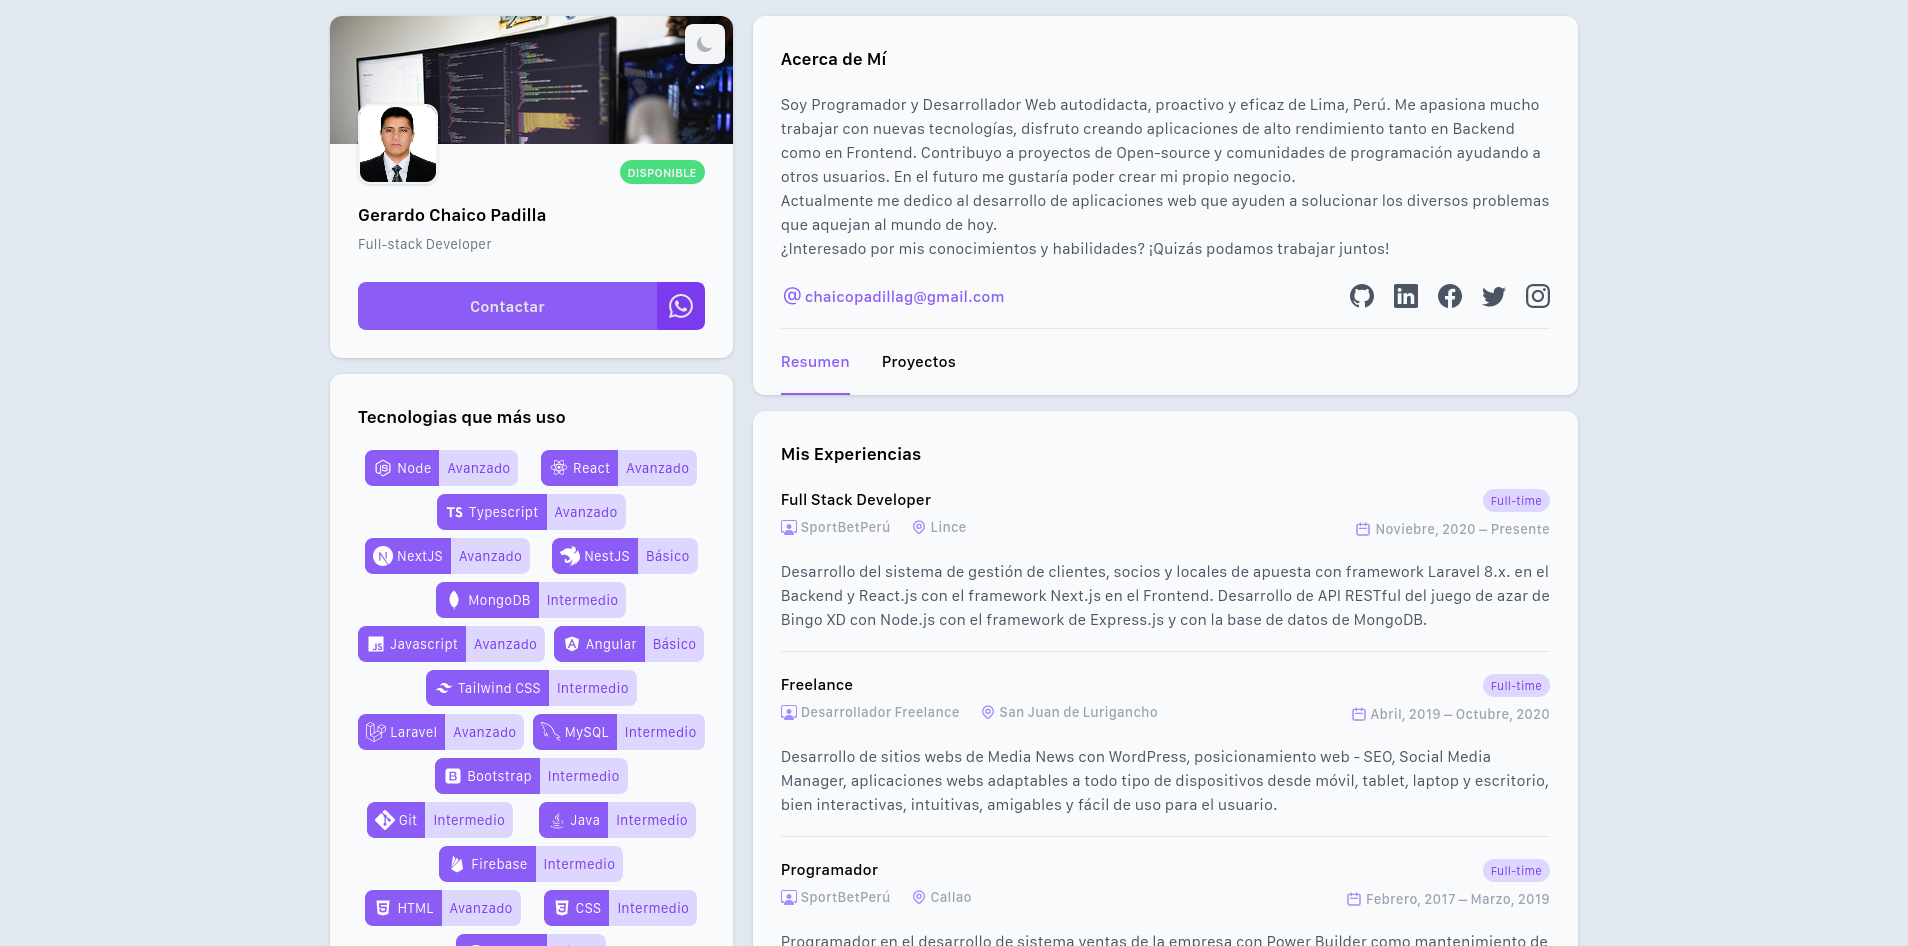 DISPONIBLE
Gerardo Chaico Padilla
Full-stack Developer
Contactar
Tecnologias que más uso
Node Avanzado
React Avanzado
TS Typescript Avanzado
NextJS Avanzado
NestJS Básico
MongoDB Intermedio
JS Javascript Avanzado
Angular Básico
Tailwind CSS Intermedio
Laravel Avanzado
MySQL Intermedio
B Bootstrap Intermedio
Git Intermedio
Java Intermedio
Firebase Intermedio
HTML Avanzado
CSS Intermedio
Acerca de Mí
Soy Programador y Desarrollador Web autodidacta, proactivo y eficaz de Lima, Perú. Me apasiona mucho
trabajar con nuevas tecnologías, disfruto creando aplicaciones de alto rendimiento tanto en Backend
como en Frontend. Contribuyo a proyectos de Open-source y comunidades de programación ayudando a
otros usuarios. En el futuro me gustaría poder crear mi propio negocio.
Actualmente me dedico al desarrollo de aplicaciones web que ayuden a solucionar los diversos problemas
que aquejan al mundo de hoy.
¿Interesado por mis conocimientos y habilidades? ¡Quizás podamos trabajar juntos!
@ chaicopadillag@gmail.com
Resumen Proyectos
Mis Experiencias
Full Stack Developer
Full-time
SportBetPerú Lince
Noviebre, 2020 – Presente
Desarrollo del sistema de gestión de clientes, socios y locales de apuesta con framework Laravel 8.x. en el
Backend y React.js con el framework Next.js en el Frontend. Desarrollo de API RESTful del juego de azar de
Bingo XD con Node.js con el framework de Express.js y con la base de datos de MongoDB.
Freelance
Full-time
Desarrollador Freelance San Juan de Lurigancho
Abril, 2019 – Octubre, 2020
Desarrollo de sitios webs de Media News con WordPress, posicionamiento web - SEO, Social Media
Manager, aplicaciones webs adaptables a todo tipo de dispositivos desde móvil, tablet, laptop y escritorio,
bien interactivas, intuitivas, amigables y fácil de uso para el usuario.
Programador
Full-time
SportBetPerú Callao
Febrero, 2017 – Marzo, 2019
Programador en el desarrollo de sistema ventas de la empresa con Power Builder como mantenimiento de